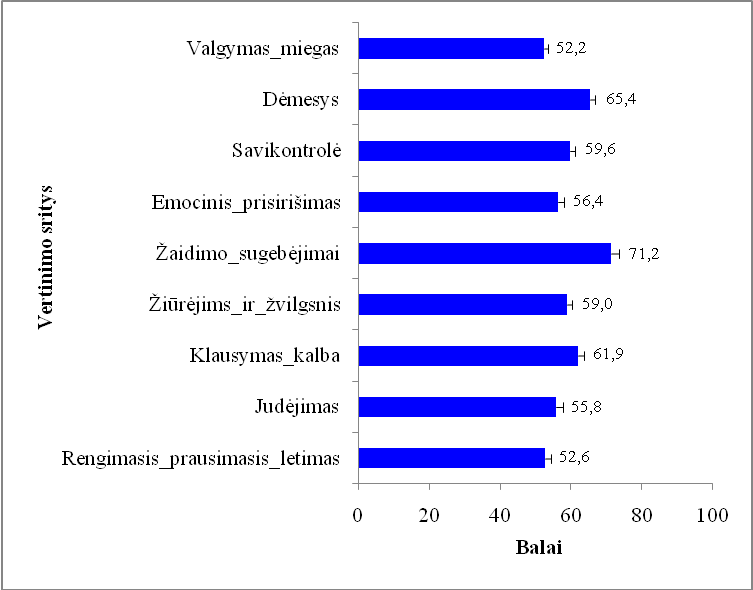 Vertinimo sritys
Valgymas_miegas 52,2
Dėmesys 65,4
Savikontrolė 59,6
Emocinis_prisirišimas 56,4
Žaidimo_sugebėjimai 71,2
Žiūrėjims_ir_žvilgsnis 59,0
Klausymas_kalba 61,9
Judėjimas 55,8
Rengimasis_prausimasis_lėtimas 52,6
0 20 40 60 80 100
Balai